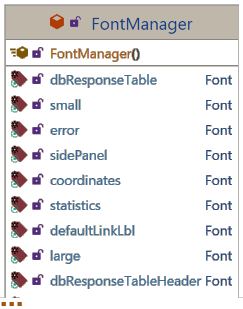 FontManager
FontManager()
dbResponseTable Font
small Font
error Font
sidePanel Font
coordinates Font
statistics Font
defaultLinkLbl Font
large Font
dbResponseTableHeader Font